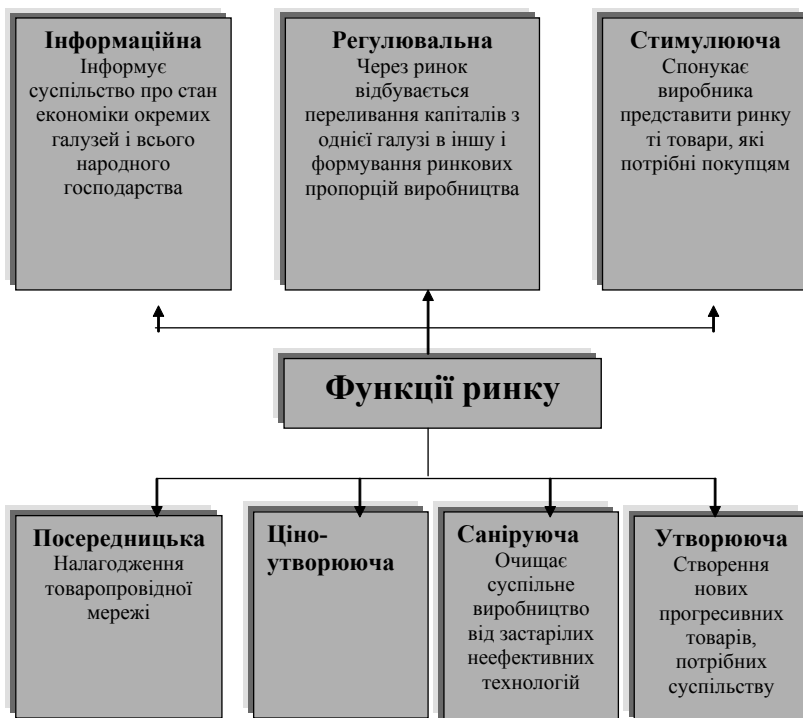 Інформаційна
Інформує
суспільство про стан
економіки окремих
галузей і всього
народного
господарства
Регулювальна
Через ринок
відбувається
переливання капіталів з
однієї галузі в іншу і
формування ринкових
пропорцій виробництва
Стимулююча
Спонукає
виробника
представити ринку
ті товари, які
потрібні покупцям
Функції ринку
Посередницька
Налагодження
товаропровідної
мережі
Ціно-
утворююча
Саніруюча
Очищає
суспільне
виробництво
від застарілих
неефективних
технологій
Утворююча
Створення
нових
прогресивних
товарів,
потрібних
суспільству